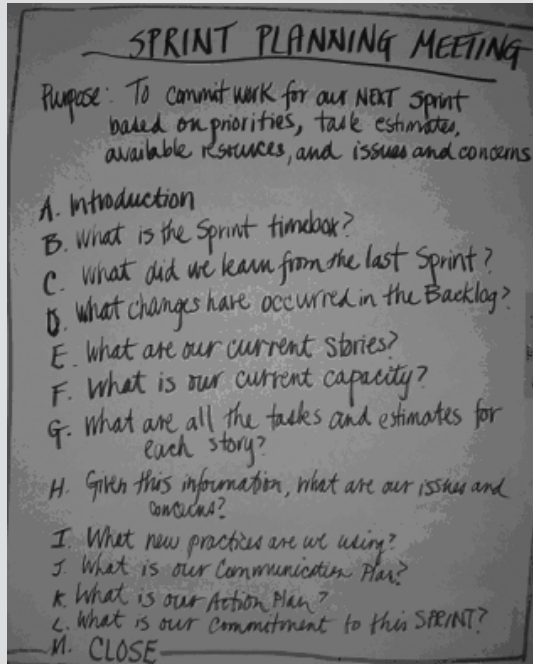 SPRINT PLANNING MEETING
Purpose: To commit work for our NEXT Sprint
based on priorities, task estimates,
available resources, and issues and concerns
A. Introduction
B. What is the Sprint timebox?
C. What did we learn from the last Sprint?
D. What changes have occurred in the Backlog?
E. What are our current stories?
F. What is our current capacity?
G. What are all the tasks and estimates for
each story?
H. Given this information, what are our issues and
concerns?
I. What new practices are we using?
J. What is our Communication Plan?
K. What is our Action Plan?
L. What is our Commitment to this SPRINT?
M. CLOSE